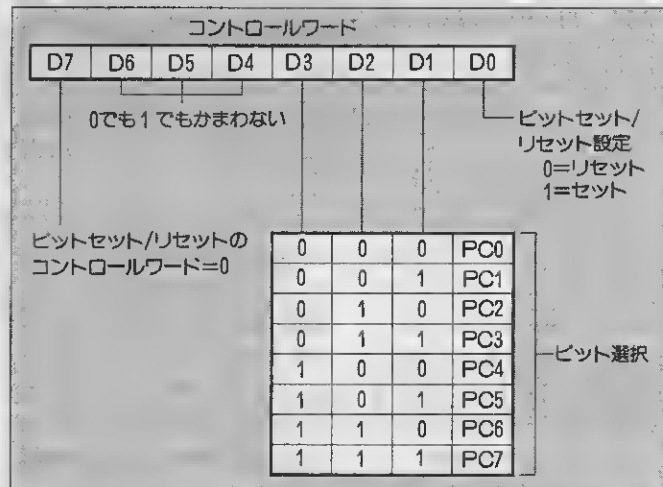 コントロールワード
D7 D6 D5 D4 D3 D2 D1 D0
0でも1でもかまわない
ビットセット/
リセット設定
0=リセット
1=セット
ビットセット/リセットの
コントロールワード=0
0 0 0 PC0
0 0 1 PC1
0 1 0 PC2
0 1 1 PC3
1 0 0 PC4
1 0 1 PC5
1 1 0 PC6
1 1 1 PC7
ビット選択